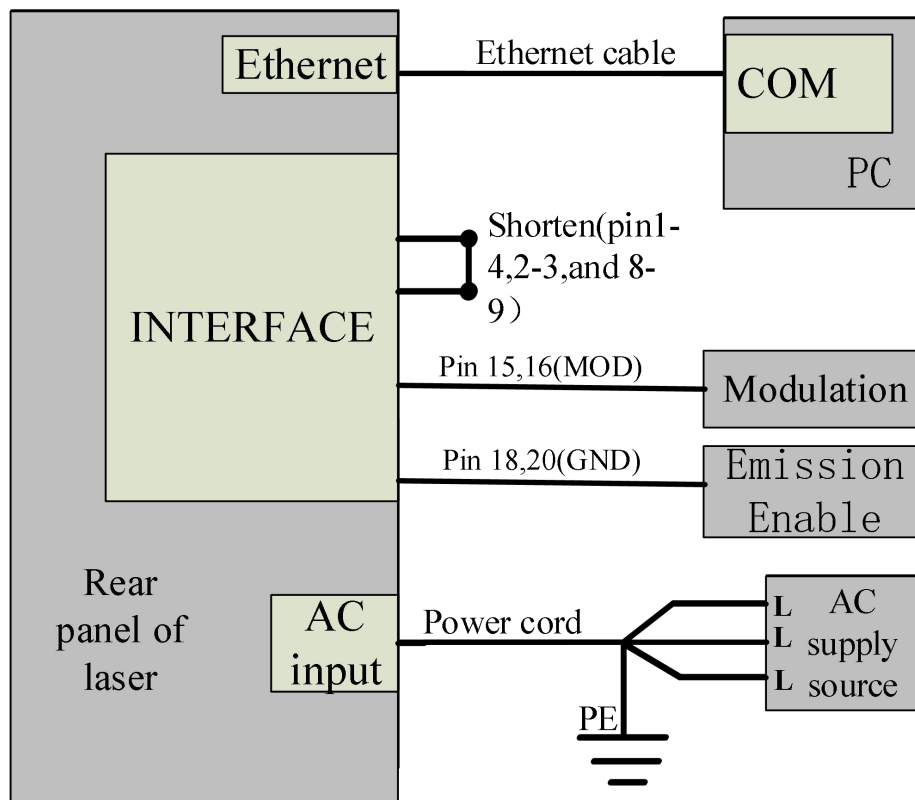 Ethernet
Ethernet cable
COM
PC
Shorten(pin1-
4,2-3,and 8-
9）
INTERFACE
Pin 15,16(MOD)
Modulation
Pin 18,20(GND)
Emission
Enable
Rear
panel of
laser
AC
input
Power cord
PE
L
L
L
AC
supply
source